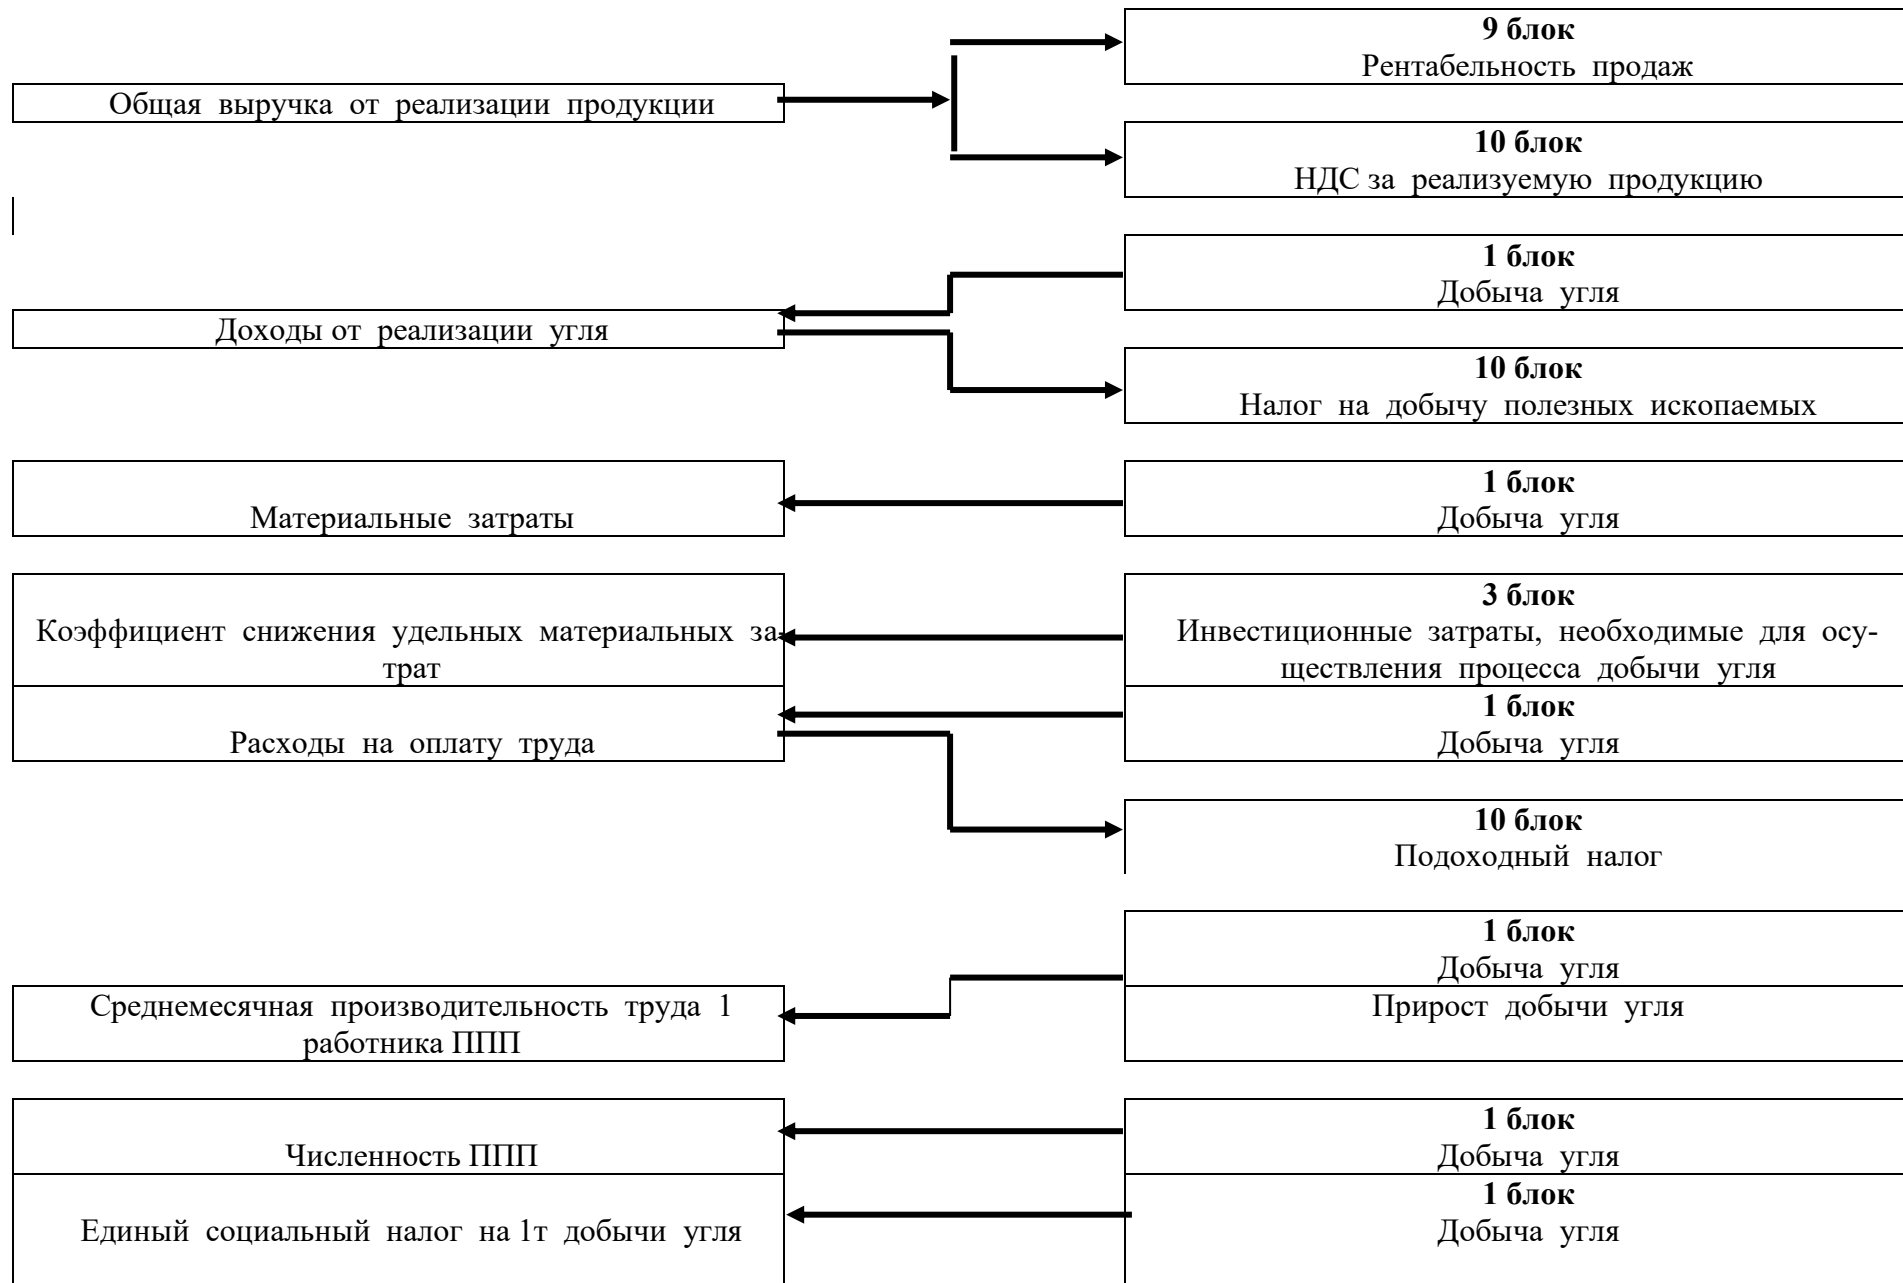 9 блок
Рентабельность продаж
Общая выручка от реализации продукции
10 блок
НДС за реализуемую продукцию
1 блок
Добыча угля
Доходы от реализации угля
10 блок
Налог на добычу полезных ископаемых
Материальные затраты
1 блок
Добыча угля
Коэффициент снижения удельных материальных за-
трат
3 блок
Инвестиционные затраты, необходимые для осу-
ществления процесса добычи угля
Расходы на оплату труда
1 блок
Добыча угля
10 блок
Подоходный налог
1 блок
Добыча угля
Среднемесячная производительность труда 1
работника ППП
Прирост добычи угля
Численность ППП
1 блок
Добыча угля
Единый социальный налог на 1т добычи угля
1 блок
Добыча угля